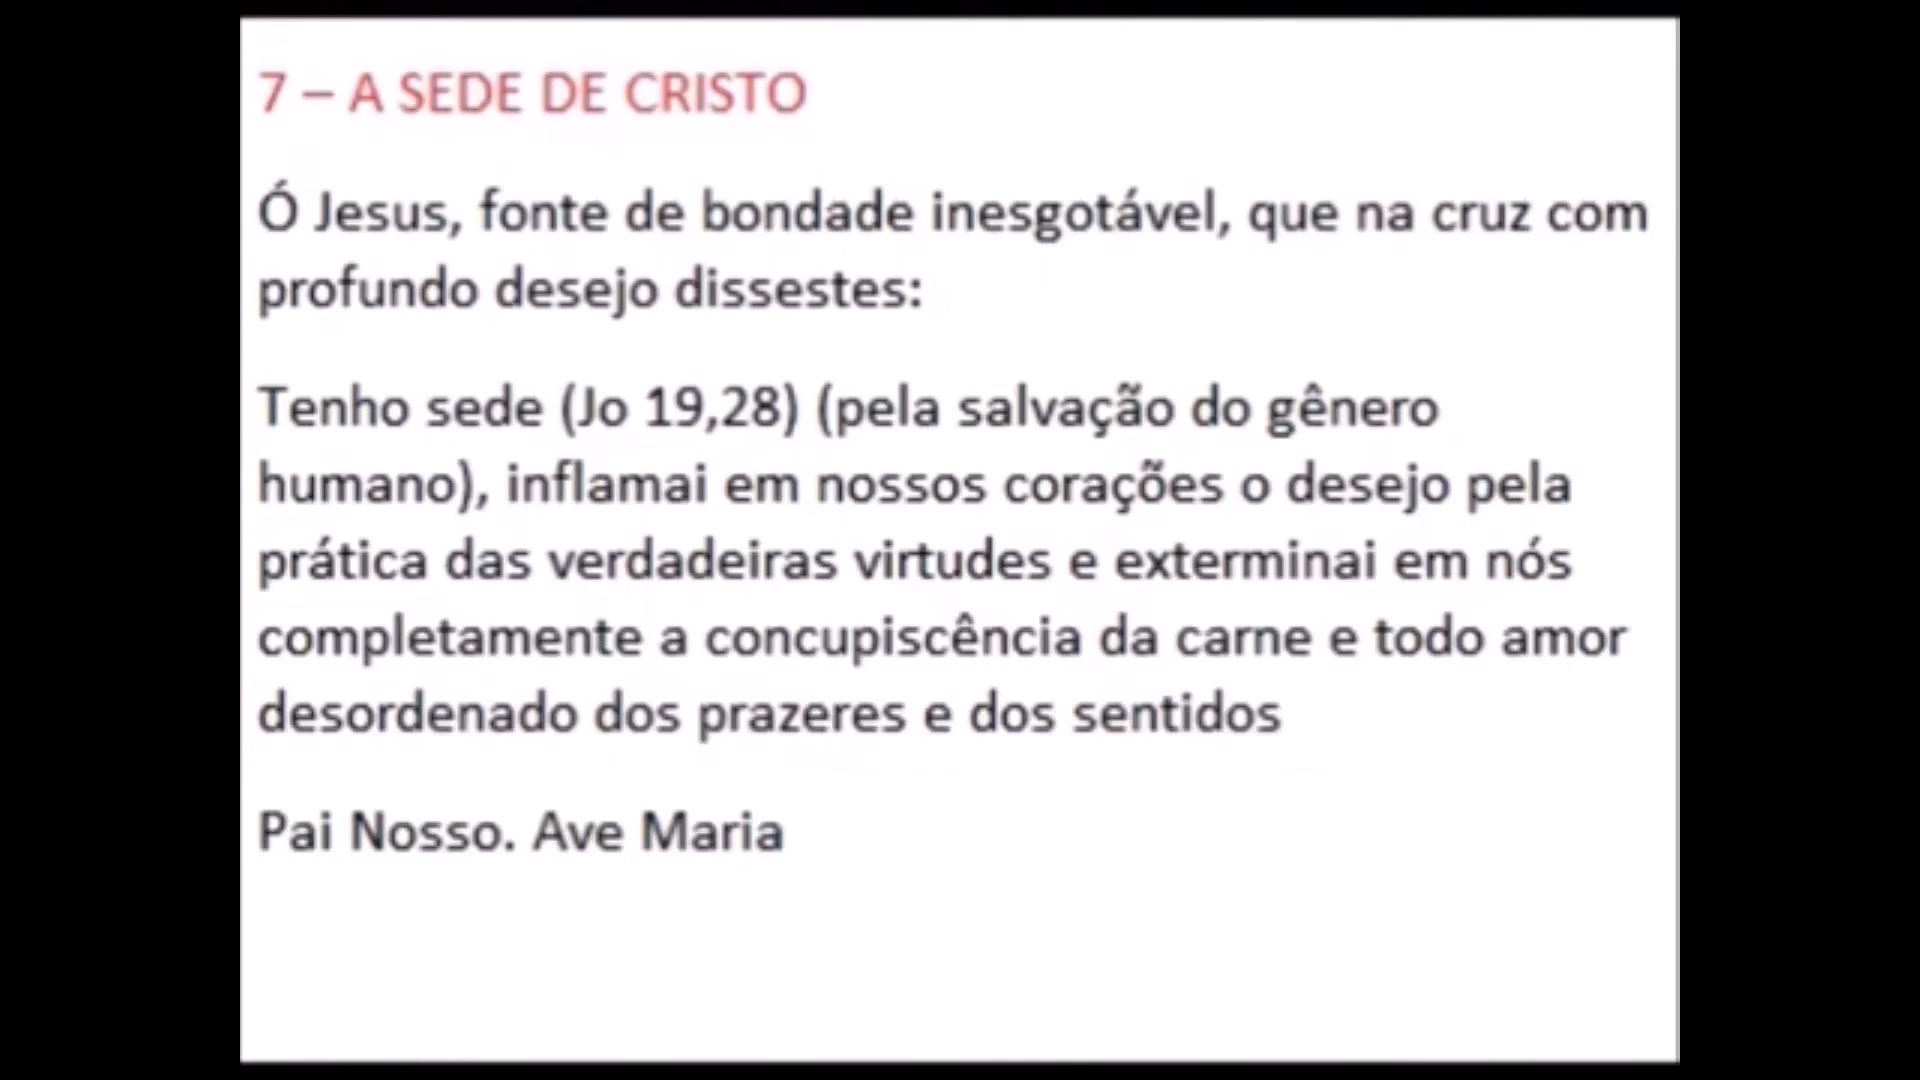 7 – A SEDE DE CRISTO
Ó Jesus, fonte de bondade inesgotável, que na cruz com
profundo desejo dissestes:
Tenho sede (Jo 19,28) (pela salvação do gênero
humano), inflamai em nossos corações o desejo pela
prática das verdadeiras virtudes e exterminai em nós
completamente a concupiscência da carne e todo amor
desordenado dos prazeres e dos sentidos
Pai Nosso. Ave Maria